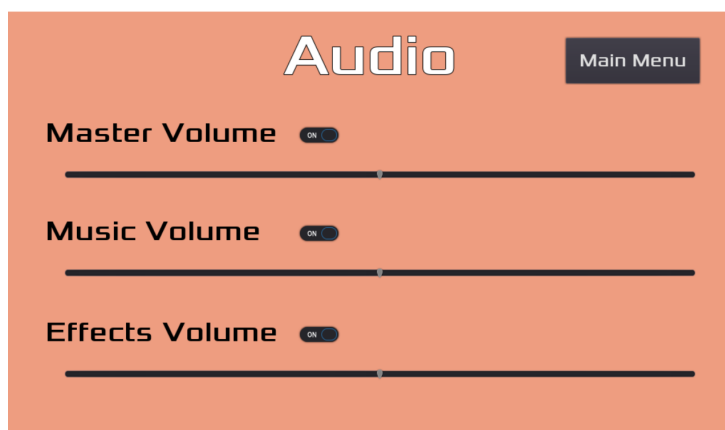 Audio
Main Menu
Master Volume ON
Music Volume ON
Effects Volume ON